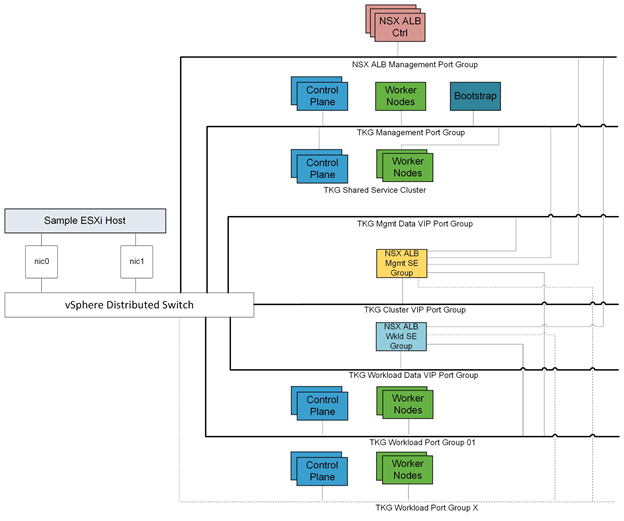 NSX ALB
Ctrl
NSX ALB Management Port Group
Control
Plane
Worker
Nodes
Bootstrap
TKG Management Port Group
Control
Plane
Worker
Nodes
TKG Shared Service Cluster
Sample ESXi Host
nic0
nic1
vSphere Distributed Switch
TKG Mgmt Data VIP Port Group
NSX ALB
Mgmt SE
Group
TKG Cluster VIP Port Group
NSX ALB
Wkld SE
Group
TKG Workload Data VIP Port Group
Control
Plane
Worker
Nodes
TKG Workload Port Group 01
Control
Plane
Worker
Nodes
TKG Workload Port Group X